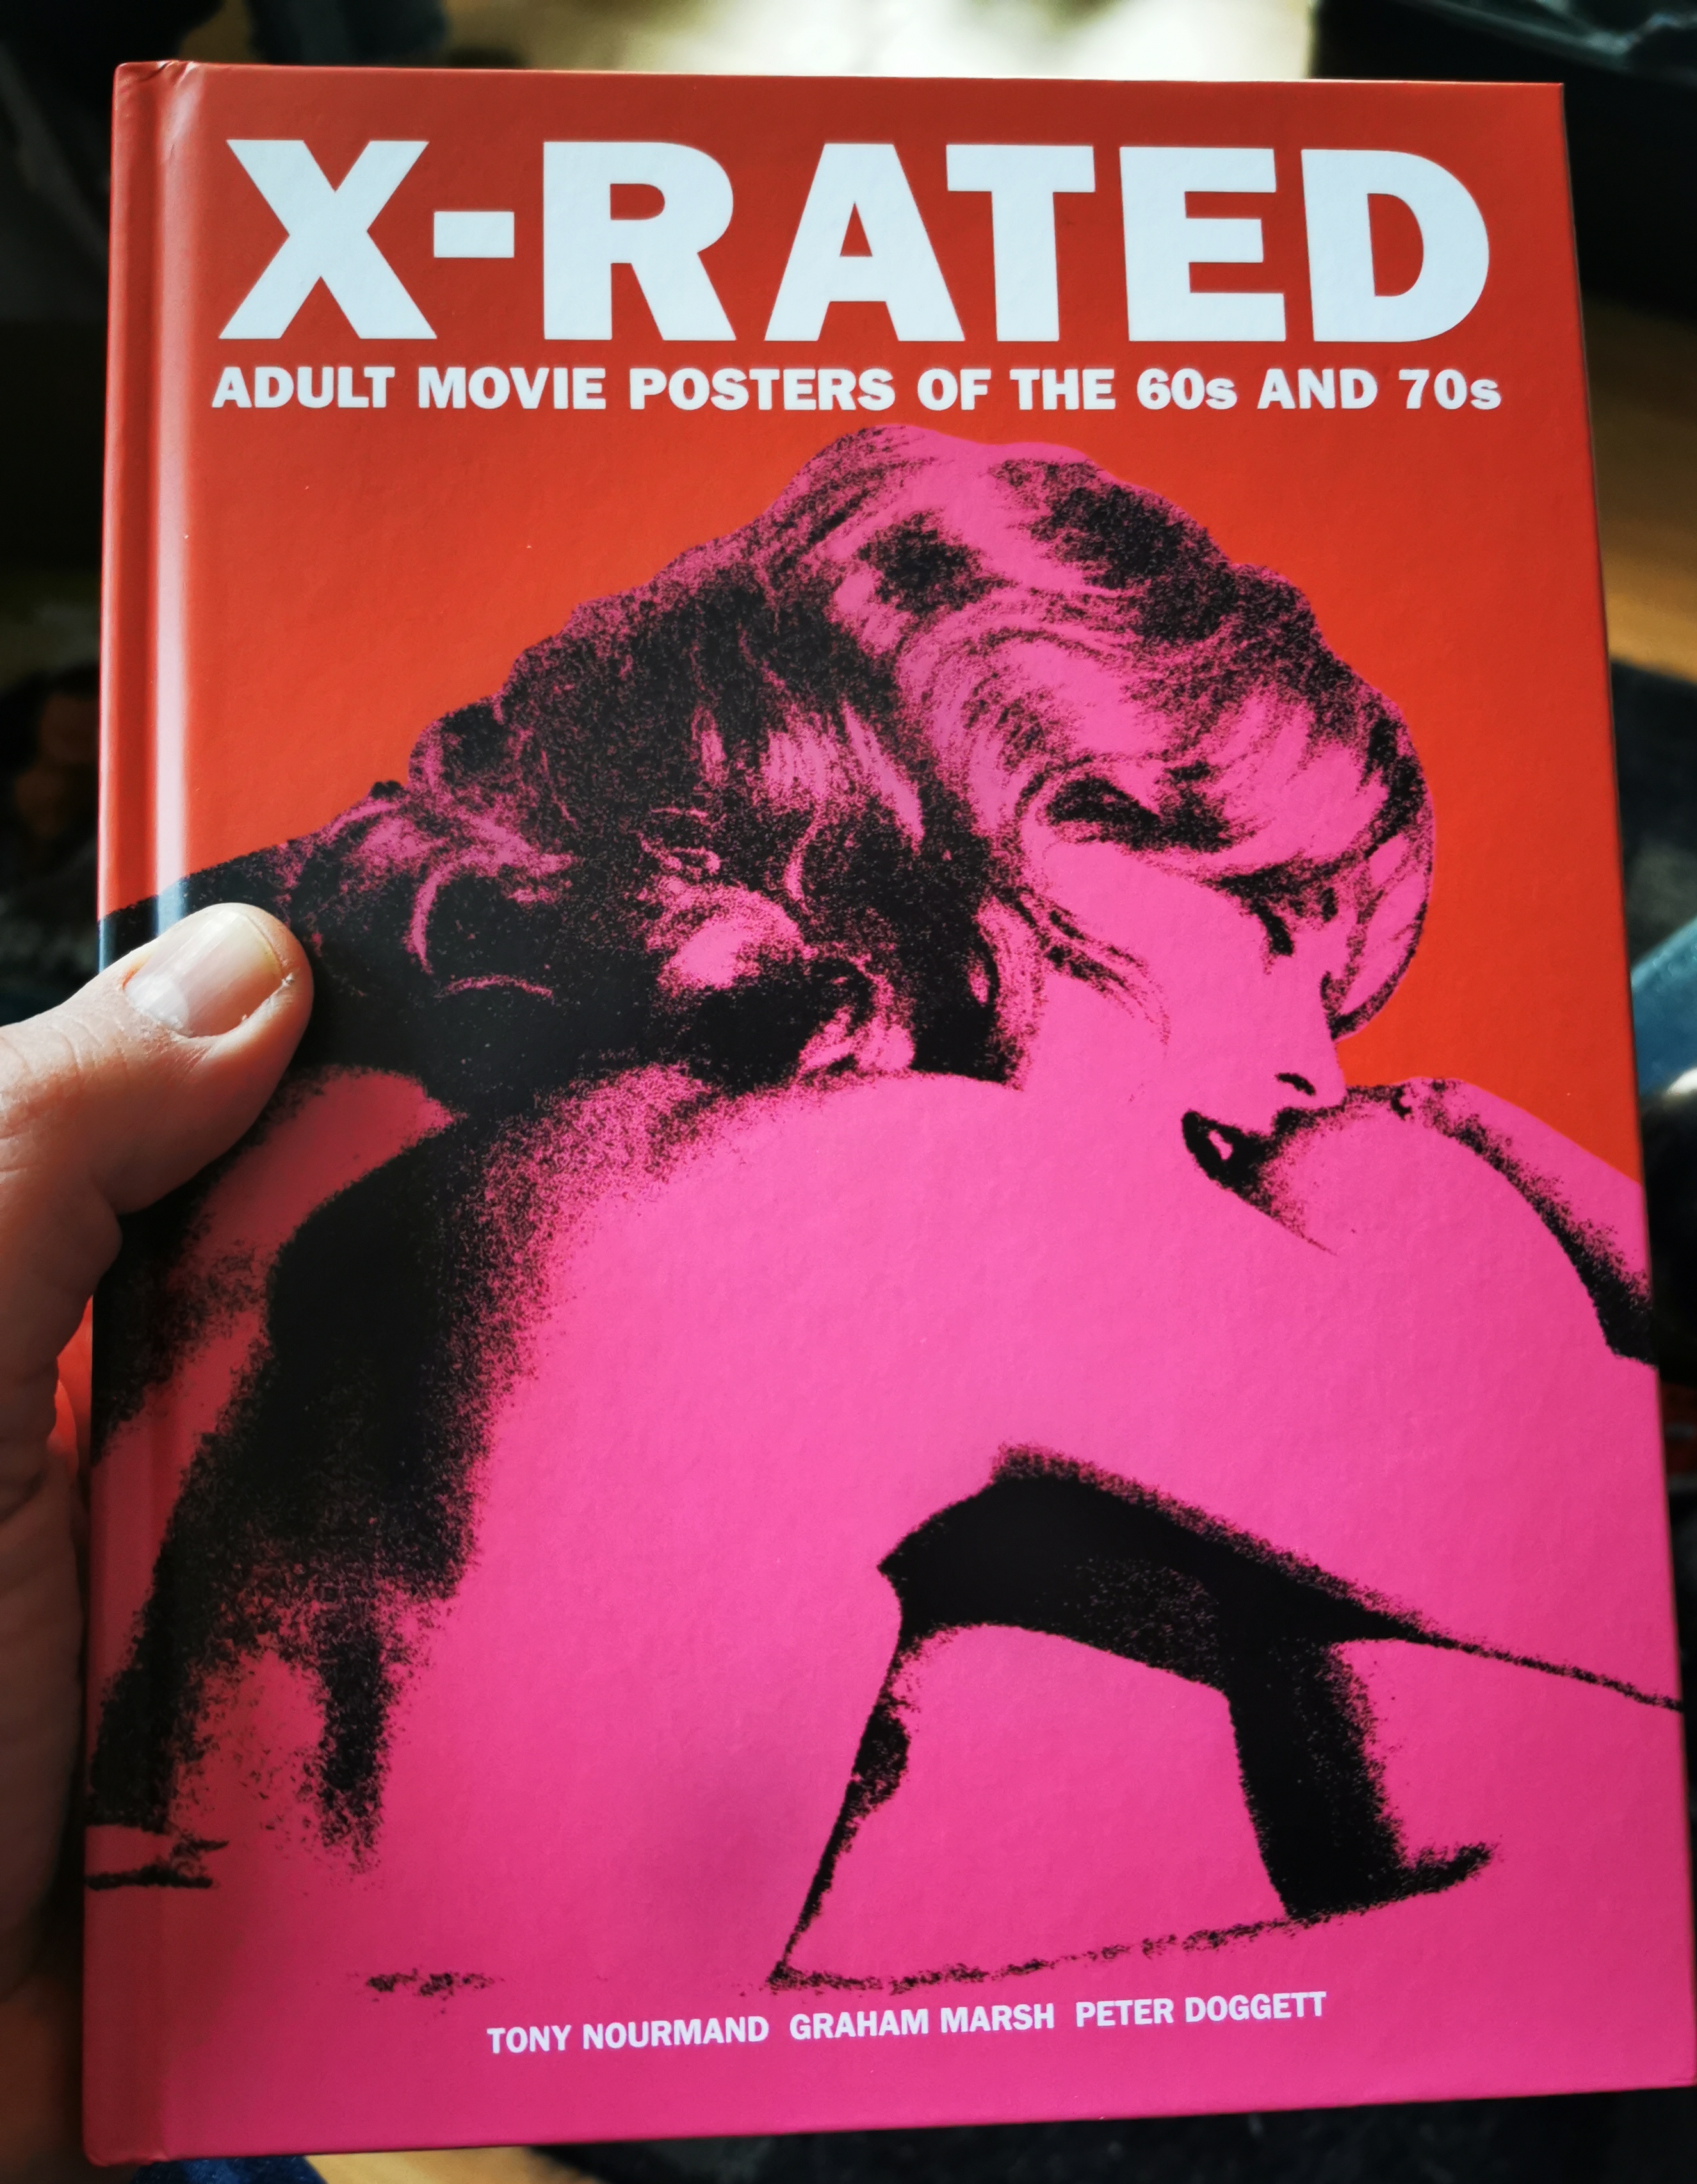 X-RATED
ADULT MOVIE POSTERS OF THE 60s AND 70s
TONY NOURMAND GRAHAM MARSH PETER DOGGETT